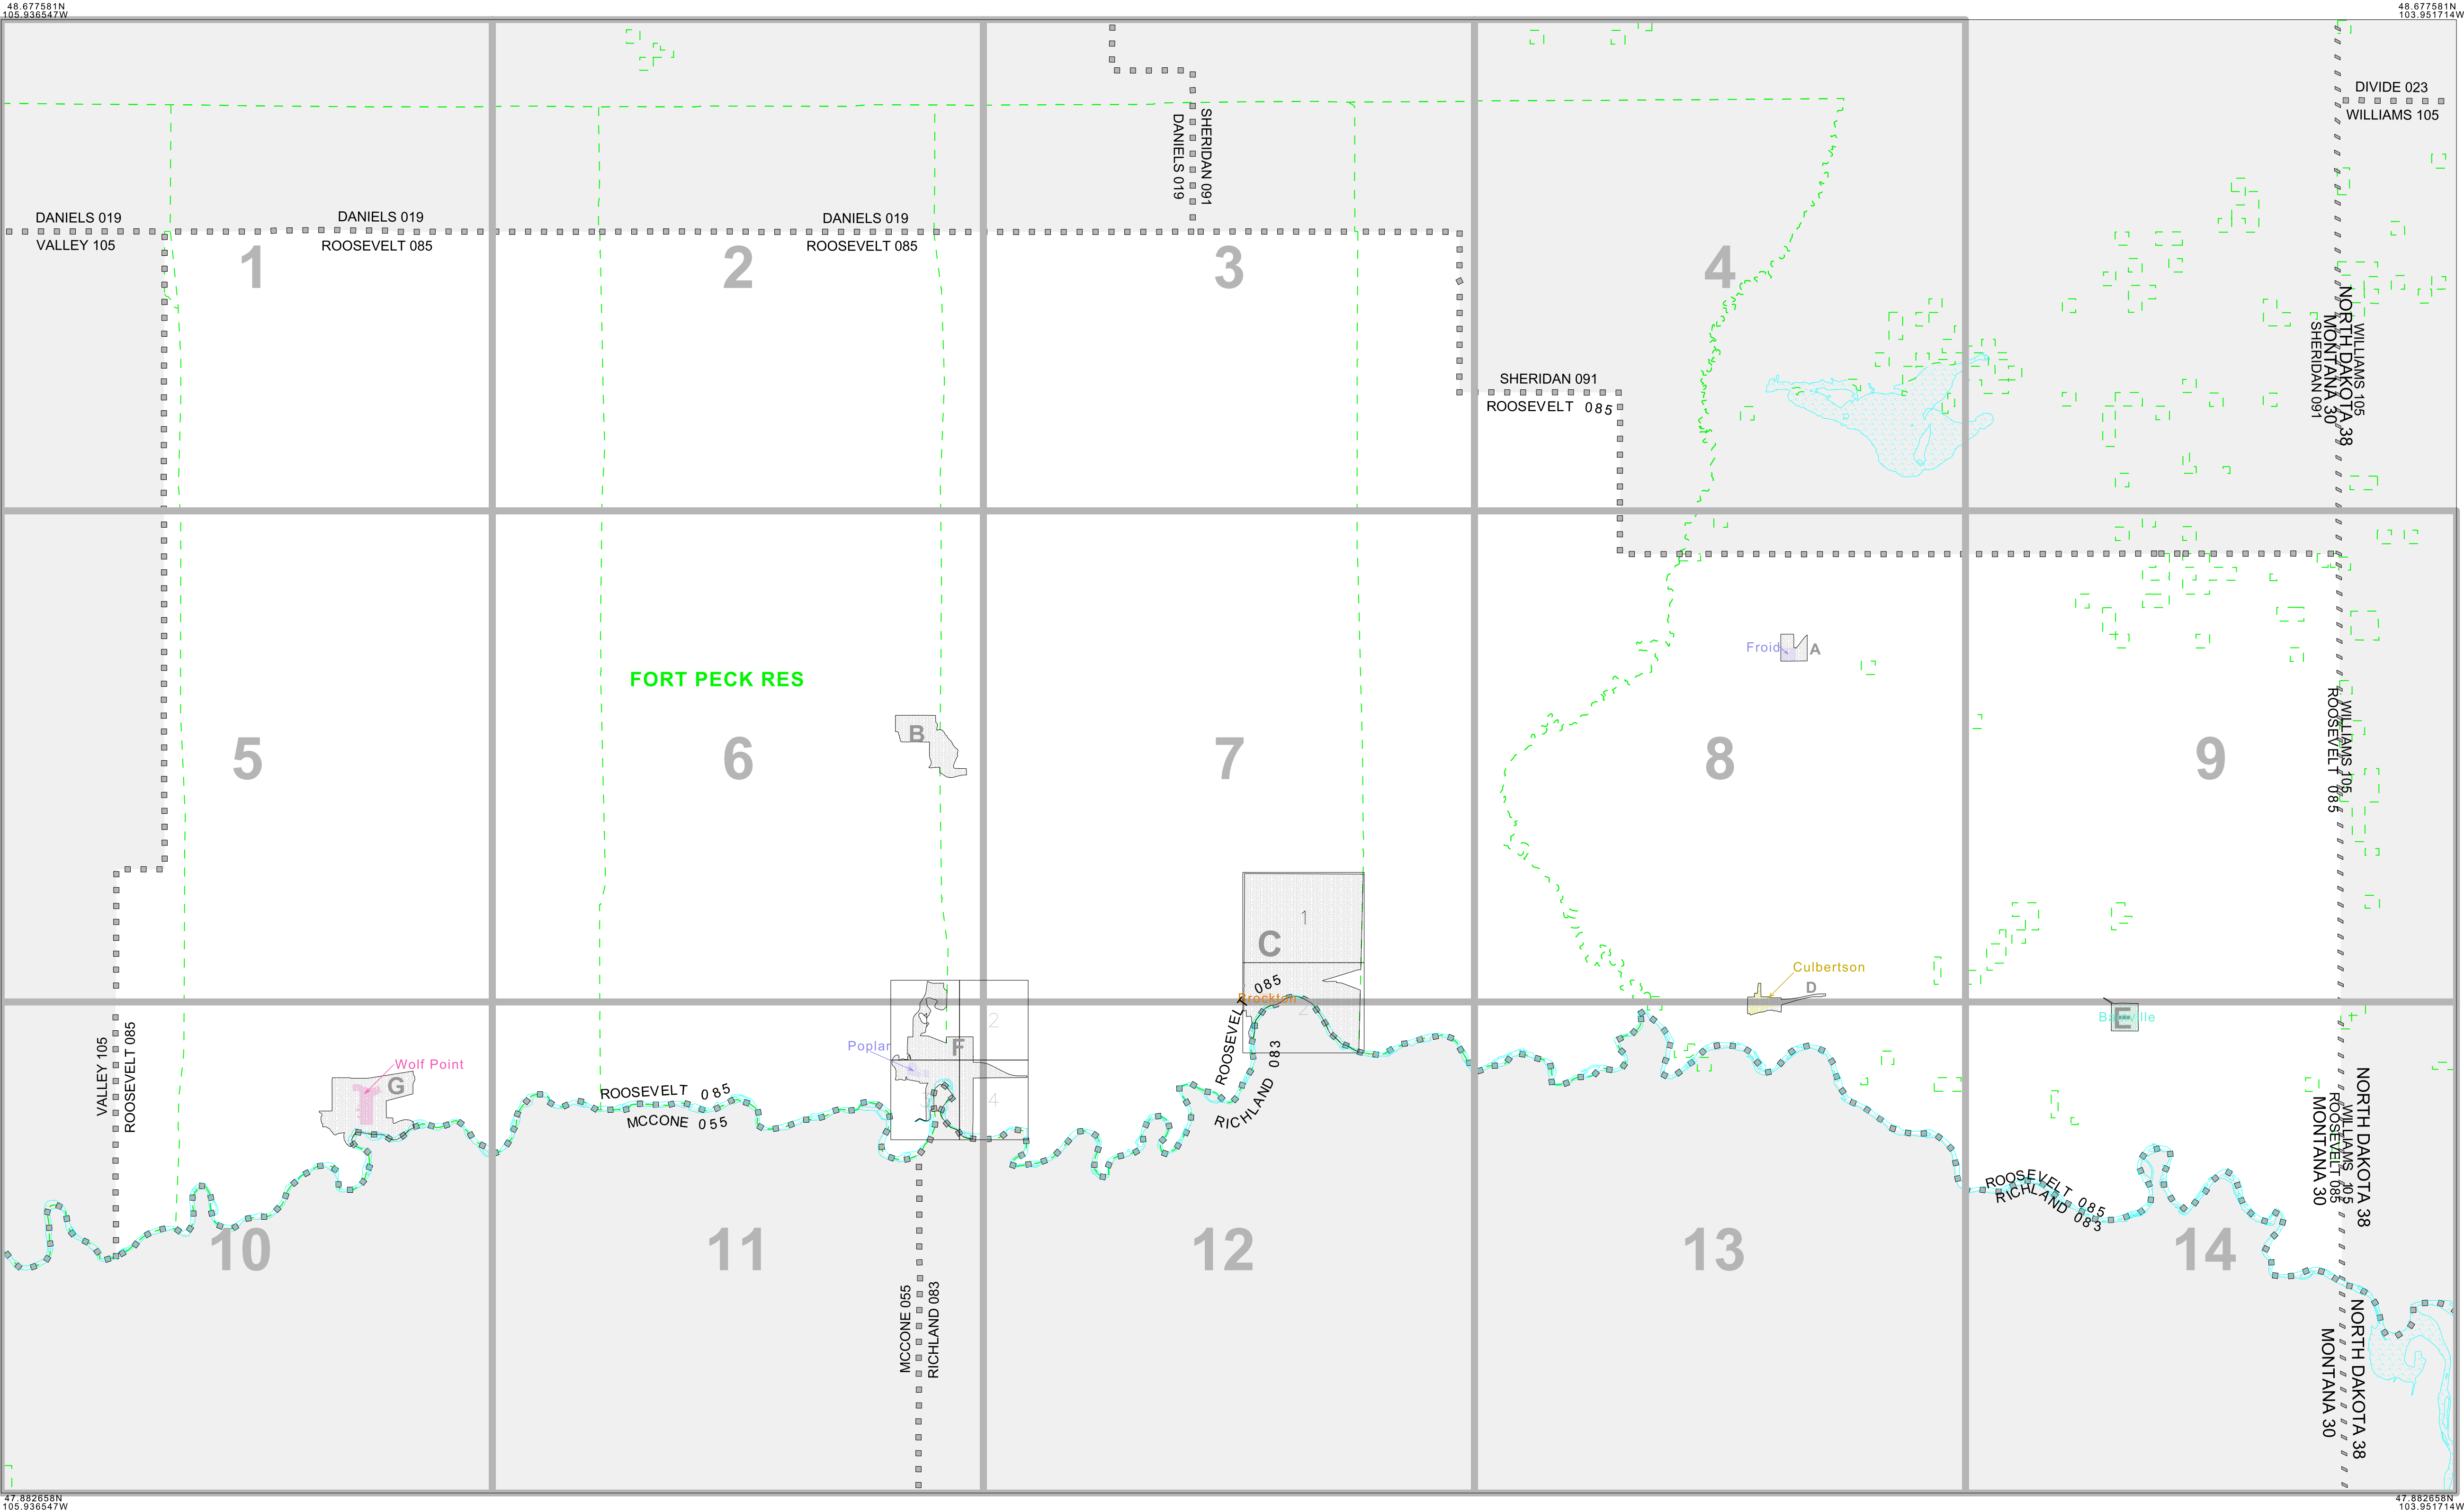 48.677581N
105.936547W
48.677581N
103.951714W
DIVIDE 023
WILLIAMS 105
DANIELS 019
SHERIDAN 091
DANIELS 019
VALLEY 105
DANIELS 019
ROOSEVELT 085
DANIELS 019
ROOSEVELT 085
1
2
3
4
SHERIDAN 091
ROOSEVELT 085
WILLIAMS 105
NORTH DAKOTA 38
MONTANA 30
SHERIDAN 091
Froid
A
FORT PECK RES
B
5
6
7
8
9
WILLIAMS 105
ROOSEVELT 085
1
C
Culbertson
D
Brockton
2
E
Bainville
2
F
Poplar
3
4
Wolf Point
G
VALLEY 105
ROOSEVELT 085
ROOSEVELT 085
MCCONE 055
ROOSEVELT 085
RICHLAND 083
ROOSEVELT 085
RICHLAND 083
NORTH DAKOTA 38
WILLIAMS 105
ROOSEVELT 085
MONTANA 30
10
11
12
13
14
MCCONE 055
RICHLAND 083
NORTH DAKOTA 38
MONTANA 30
47.882658N
105.936547W
47.882658N
103.951714W